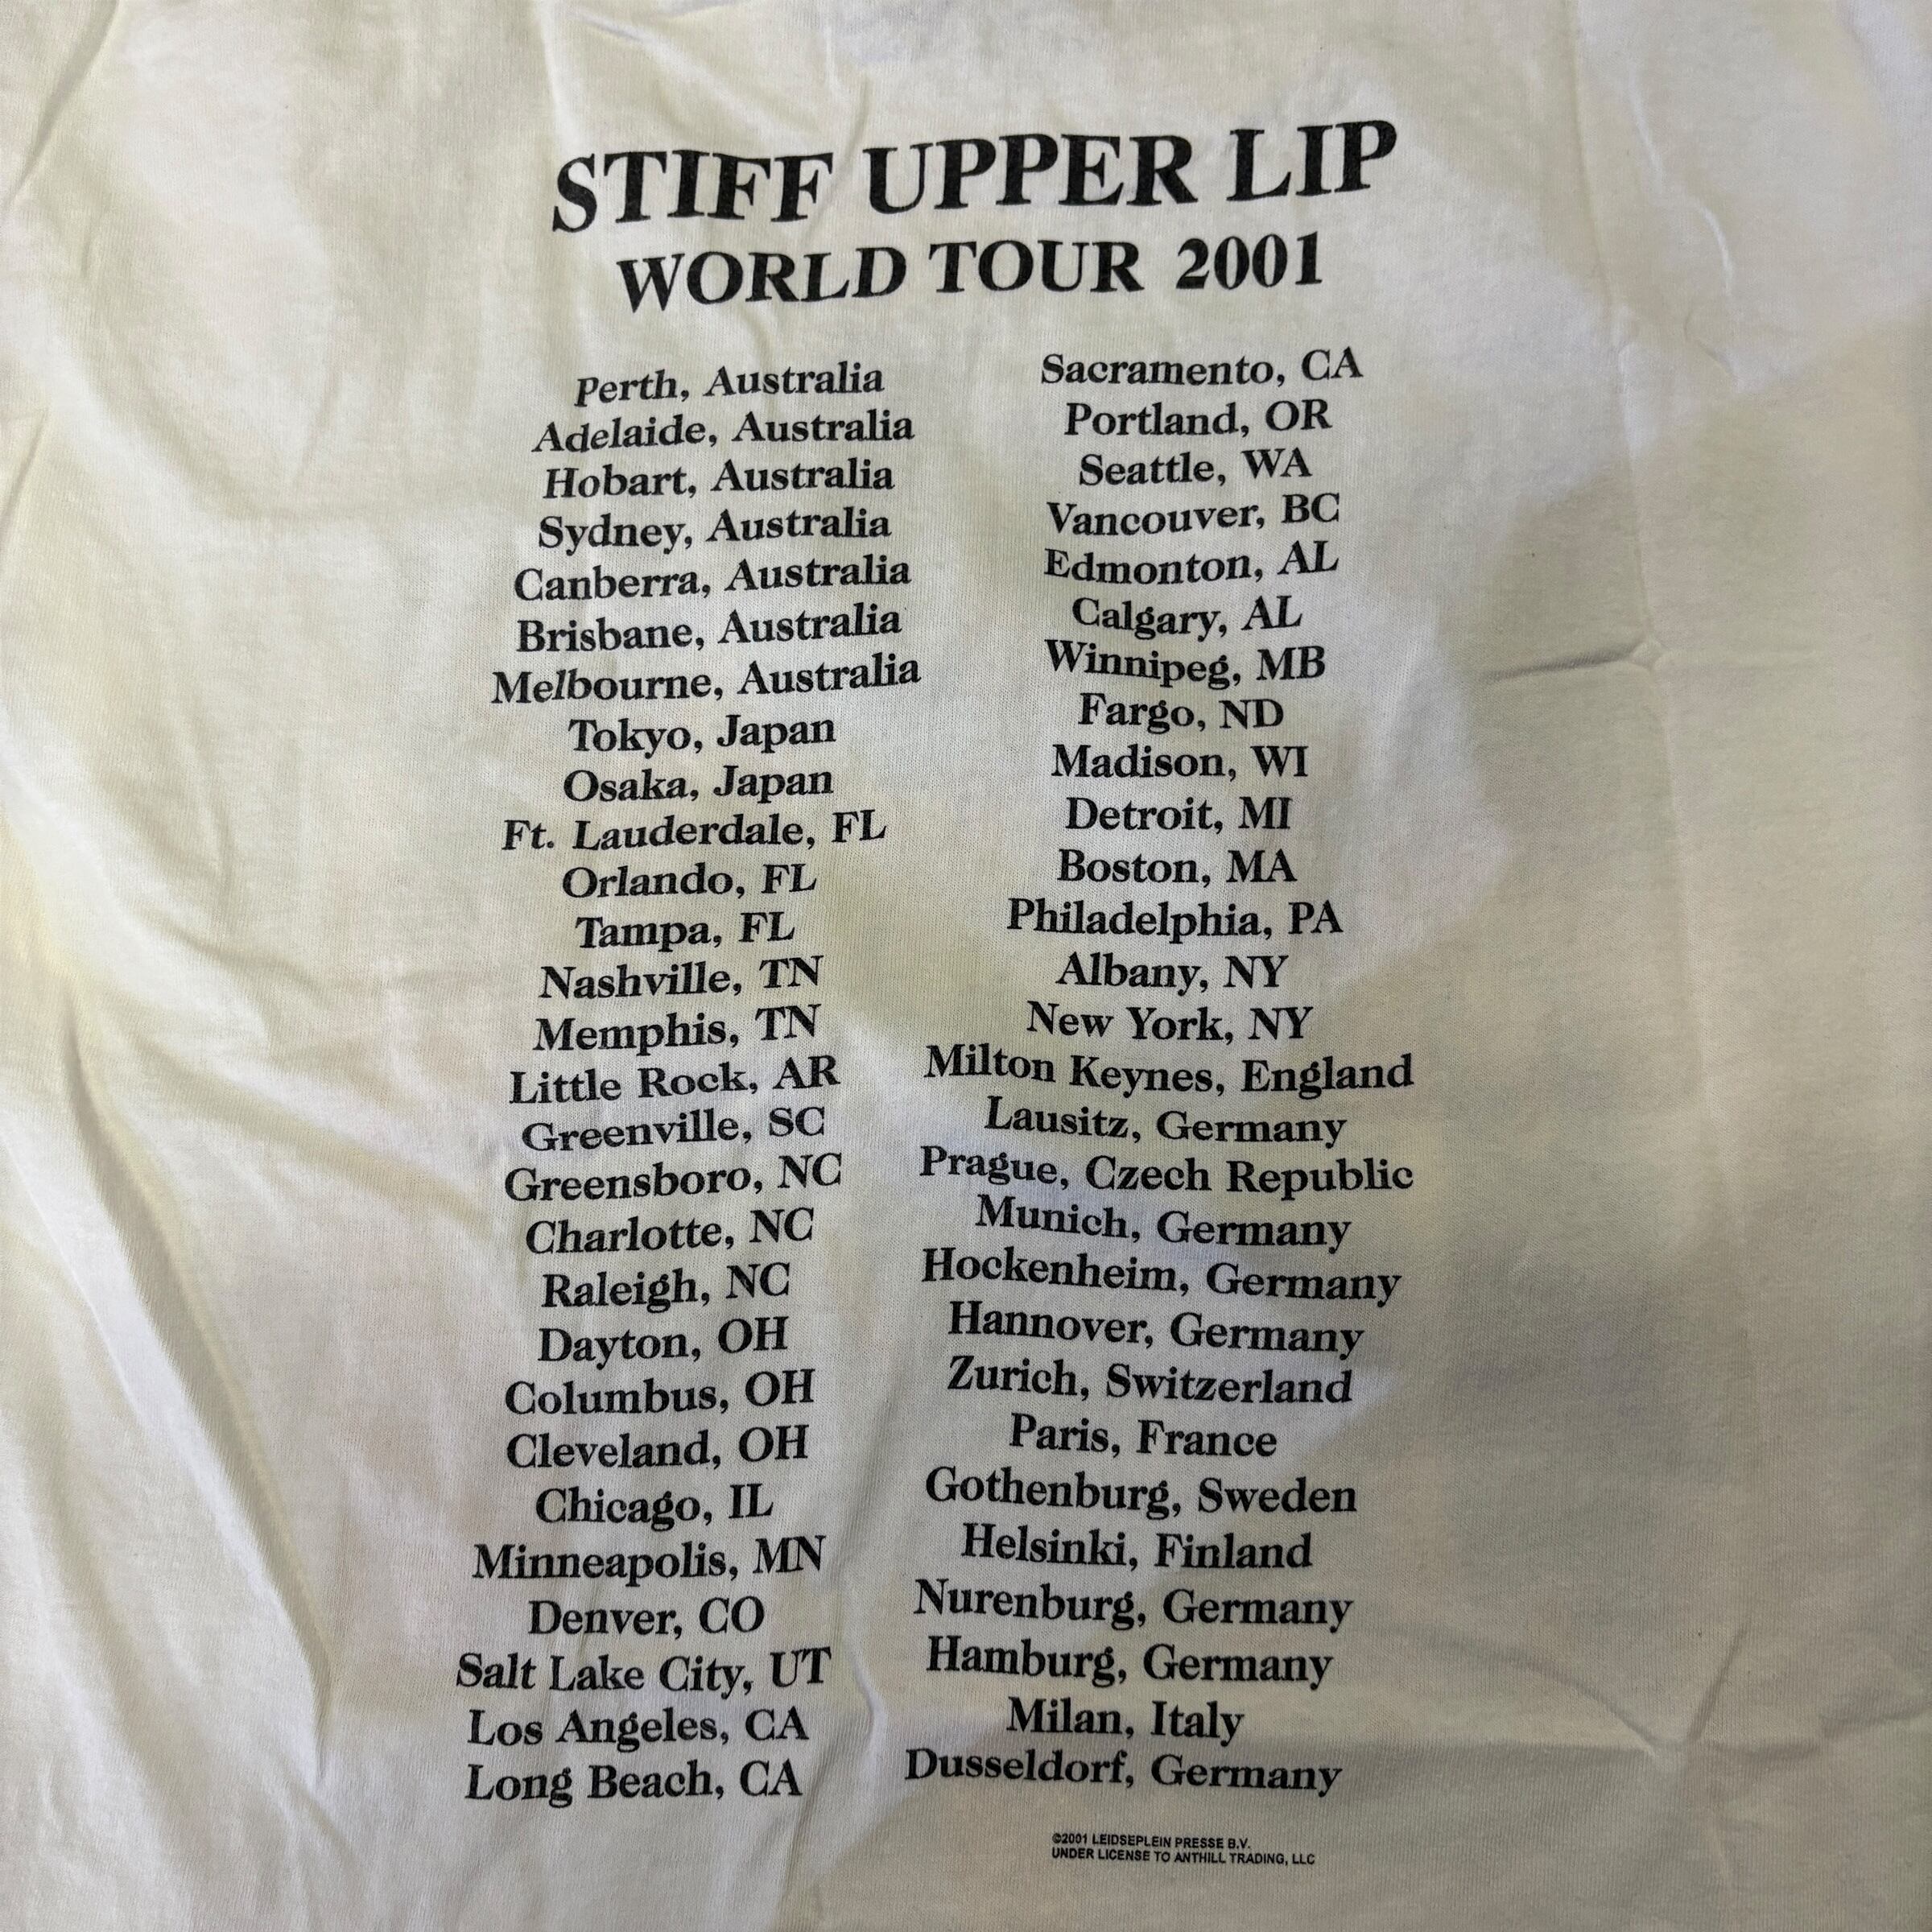 STIFF UPPER LIP
WORLD TOUR 2001
Perth, Australia
Adelaide, Australia
Hobart, Australia
Sydney, Australia
Canberra, Australia
Brisbane, Australia
Melbourne, Australia
Tokyo, Japan
Osaka, Japan
Ft. Lauderdale, FL
Orlando, FL
Tampa, FL
Nashville, TN
Memphis, TN
Little Rock, AR
Greenville, SC
Greensboro, NC
Charlotte, NC
Raleigh, NC
Dayton, OH
Columbus, OH
Cleveland, OH
Chicago, IL
Minneapolis, MN
Denver, CO
Salt Lake City, UT
Los Angeles, CA
Long Beach, CA
Sacramento, CA
Portland, OR
Seattle, WA
Vancouver, BC
Edmonton, AL
Calgary, AL
Winnipeg, MB
Fargo, ND
Madison, WI
Detroit, MI
Boston, MA
Philadelphia, PA
Albany, NY
New York, NY
Milton Keynes, England
Lausitz, Germany
Prague, Czech Republic
Munich, Germany
Hockenheim, Germany
Hannover, Germany
Zurich, Switzerland
Paris, France
Gothenburg, Sweden
Helsinki, Finland
Nurenburg, Germany
Hamburg, Germany
Milan, Italy
Dusseldorf, Germany
©2001 LEIDSEPLEIN PRESSE B.V.
UNDER LICENSE TO ANTHILL TRADING, LLC